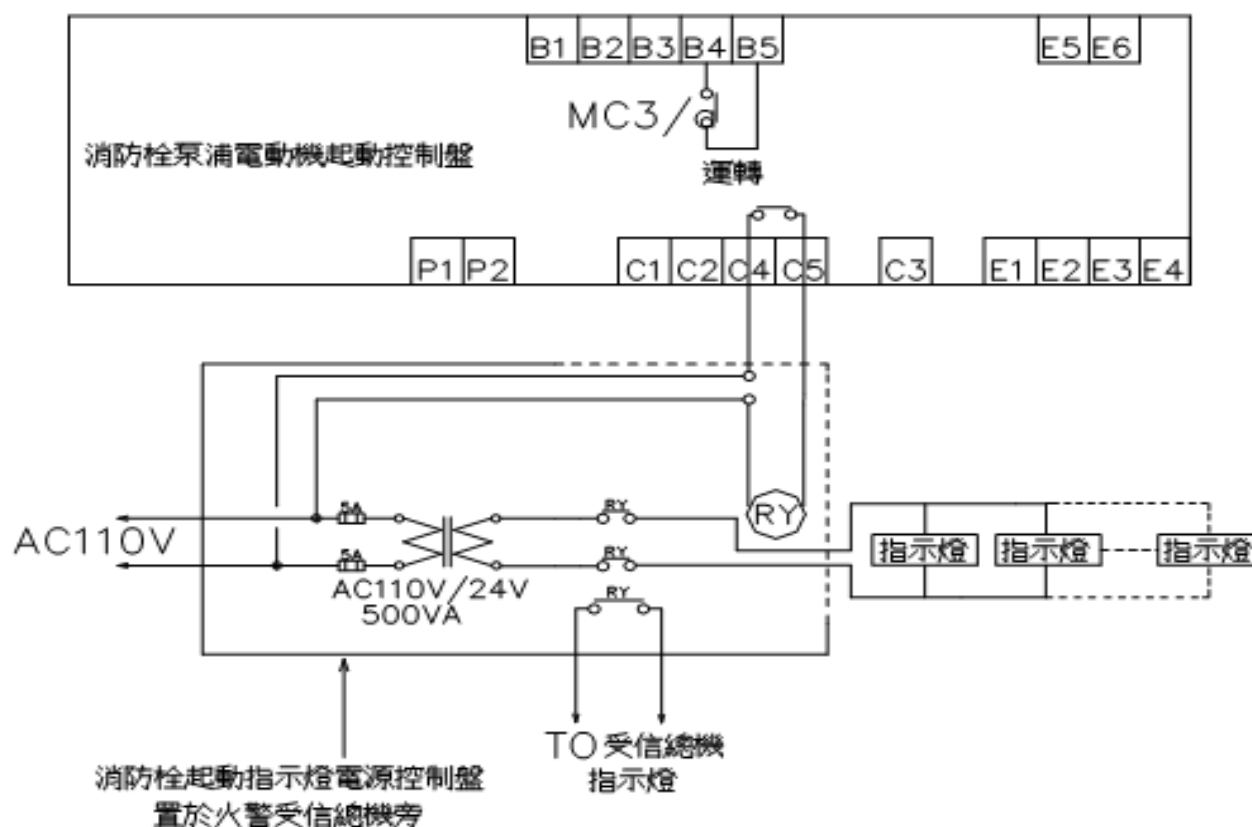 B1 B2 B3 B4 B5 E5 E6
MC3/
消防栓泵浦電動機起動控制盤
運轉
P1 P2 C1 C2 C4 C5 C3 E1 E2 E3 E4
5A RY RY
AC110V 指示燈 指示燈 指示燈
5A RY
AC110V/24V
500VA
RY
TO 受信總機
指示燈
消防栓起動指示燈電源控制盤
置於火警受信總機旁